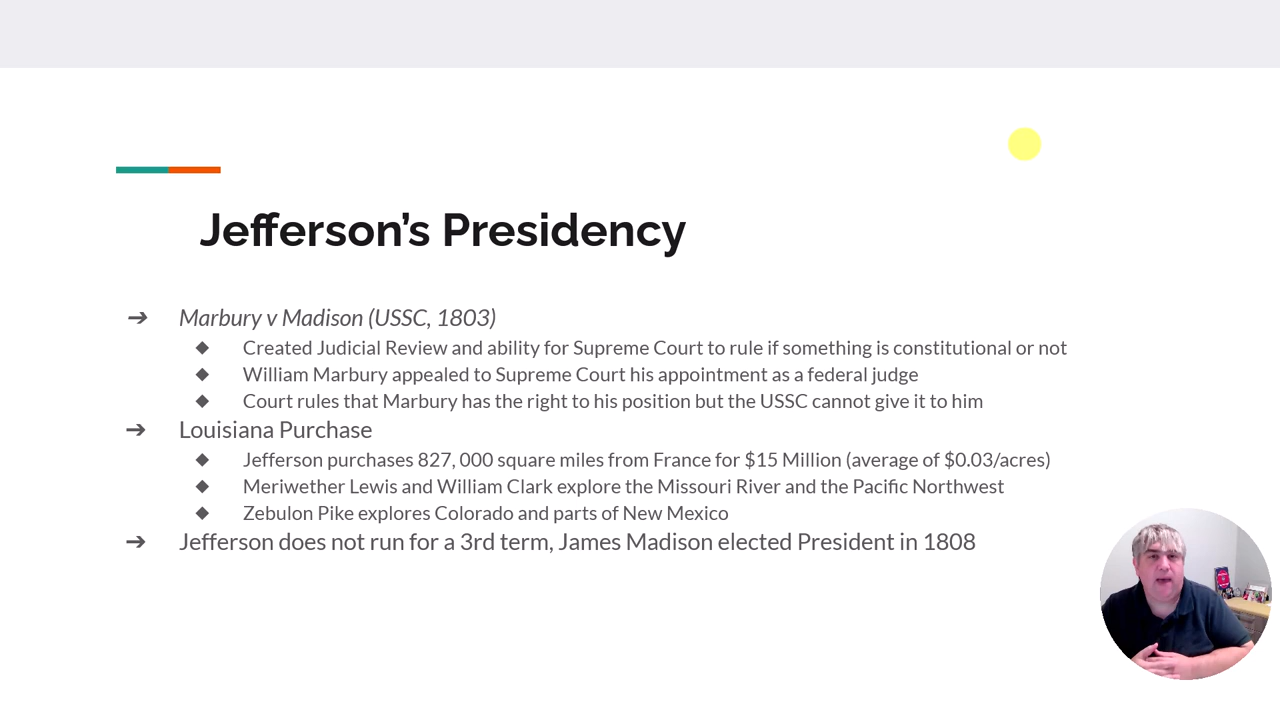 Jefferson's Presidency
➔ Marbury v Madison (USSC, 1803)
◆ Created Judicial Review and ability for Supreme Court to rule if something is constitutional or not
◆ William Marbury appealed to Supreme Court his appointment as a federal judge
◆ Court rules that Marbury has the right to his position but the USSC cannot give it to him
➔ Louisiana Purchase
◆ Jefferson purchases 827, 000 square miles from France for $15 Million (average of $0.03/acres)
◆ Meriwether Lewis and William Clark explore the Missouri River and the Pacific Northwest
◆ Zebulon Pike explores Colorado and parts of New Mexico
➔ Jefferson does not run for a 3rd term, James Madison elected President in 1808